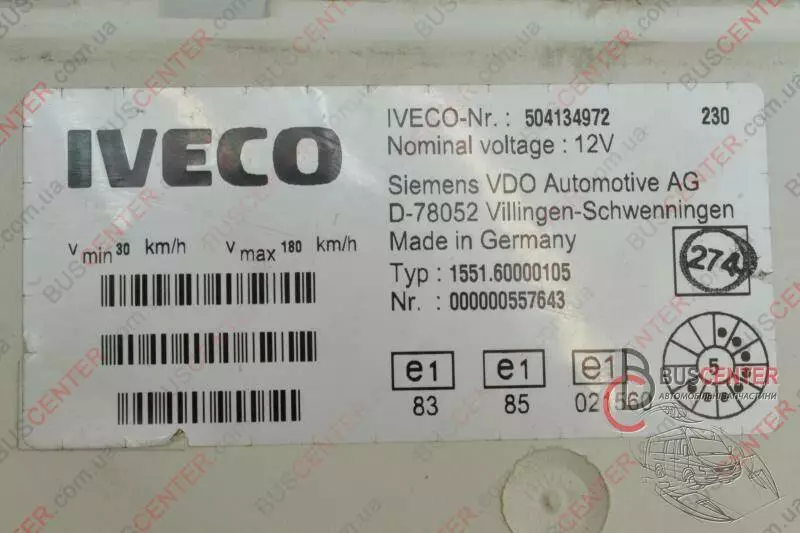 IVECO
IVECO-Nr. : 504134972 230
Nominal voltage : 12V
Siemens VDO Automotive AG
D-78052 Villingen-Schwenningen
Made in Germany
v min 30 km/h v max 180 km/h
Typ : 1551.60000105
Nr. : 000000557643
274
e1 e1 e1
83 85 02 560
5
BUSCENTER
АВТОМОБІЛЬНІ ЗАПЧАСТИНИ
BUSCENTER.com.ua